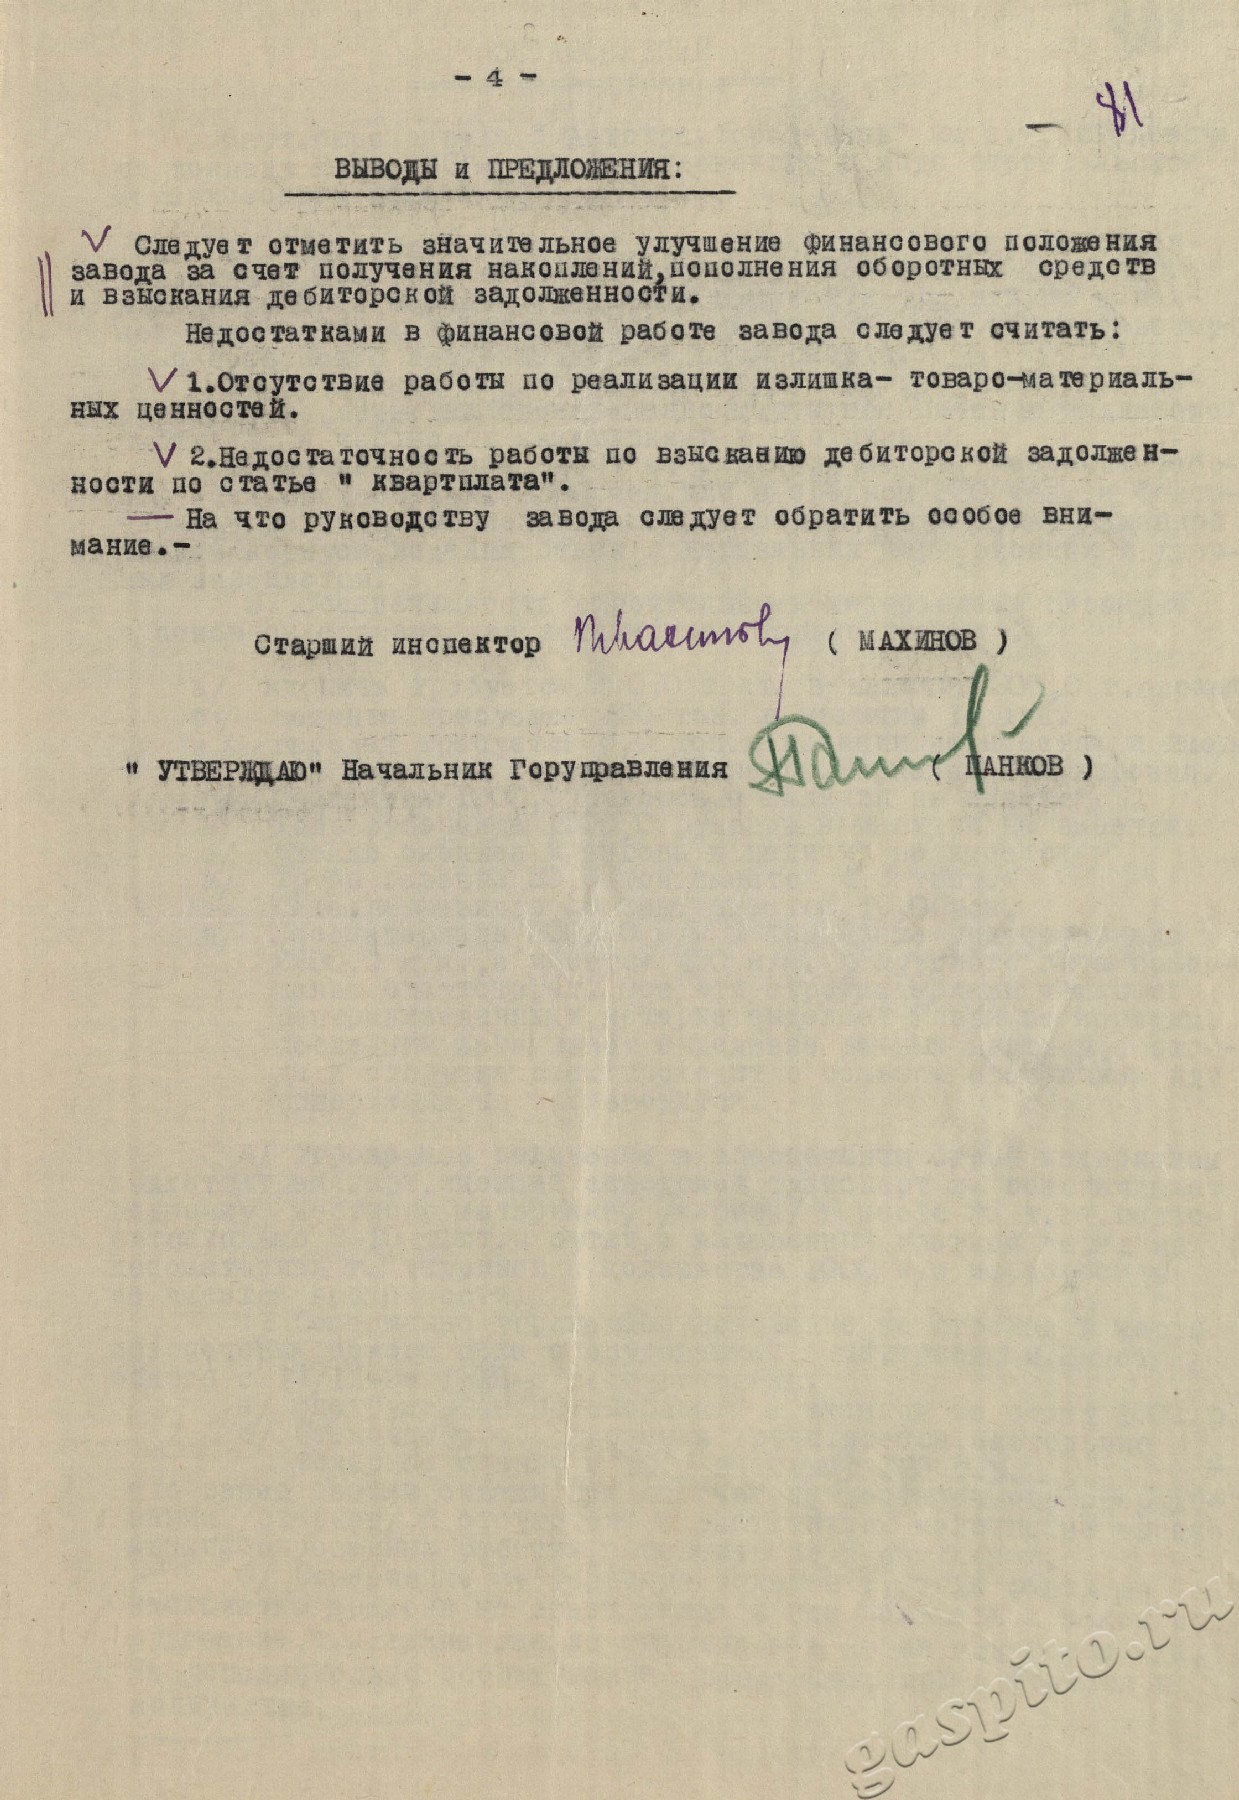 - 4 -
81
ВЫВОДЫ и ПРЕДЛОЖЕНИЯ:
Следует отметить значительное улучшение финансового положения
завода за счет получения накоплений,пополнения оборотных средств
и взыскания дебиторской задолженности.
Недостатками в финансовой работе завода следует считать:
1.Отсутствие работы по реализации излишка- товаро-материаль-
ных ценностей.
2.Недостаточность работы по взысканию дебиторской задолжен-
ности по статье " квартплата".
На что руководству завода следует обратить особое вни-
мание.-
Старший инспектор ( МАХИНОВ )
" УТВЕРЖДАЮ" Начальник Горуправления ( ПАНКОВ )
gaspito.ru